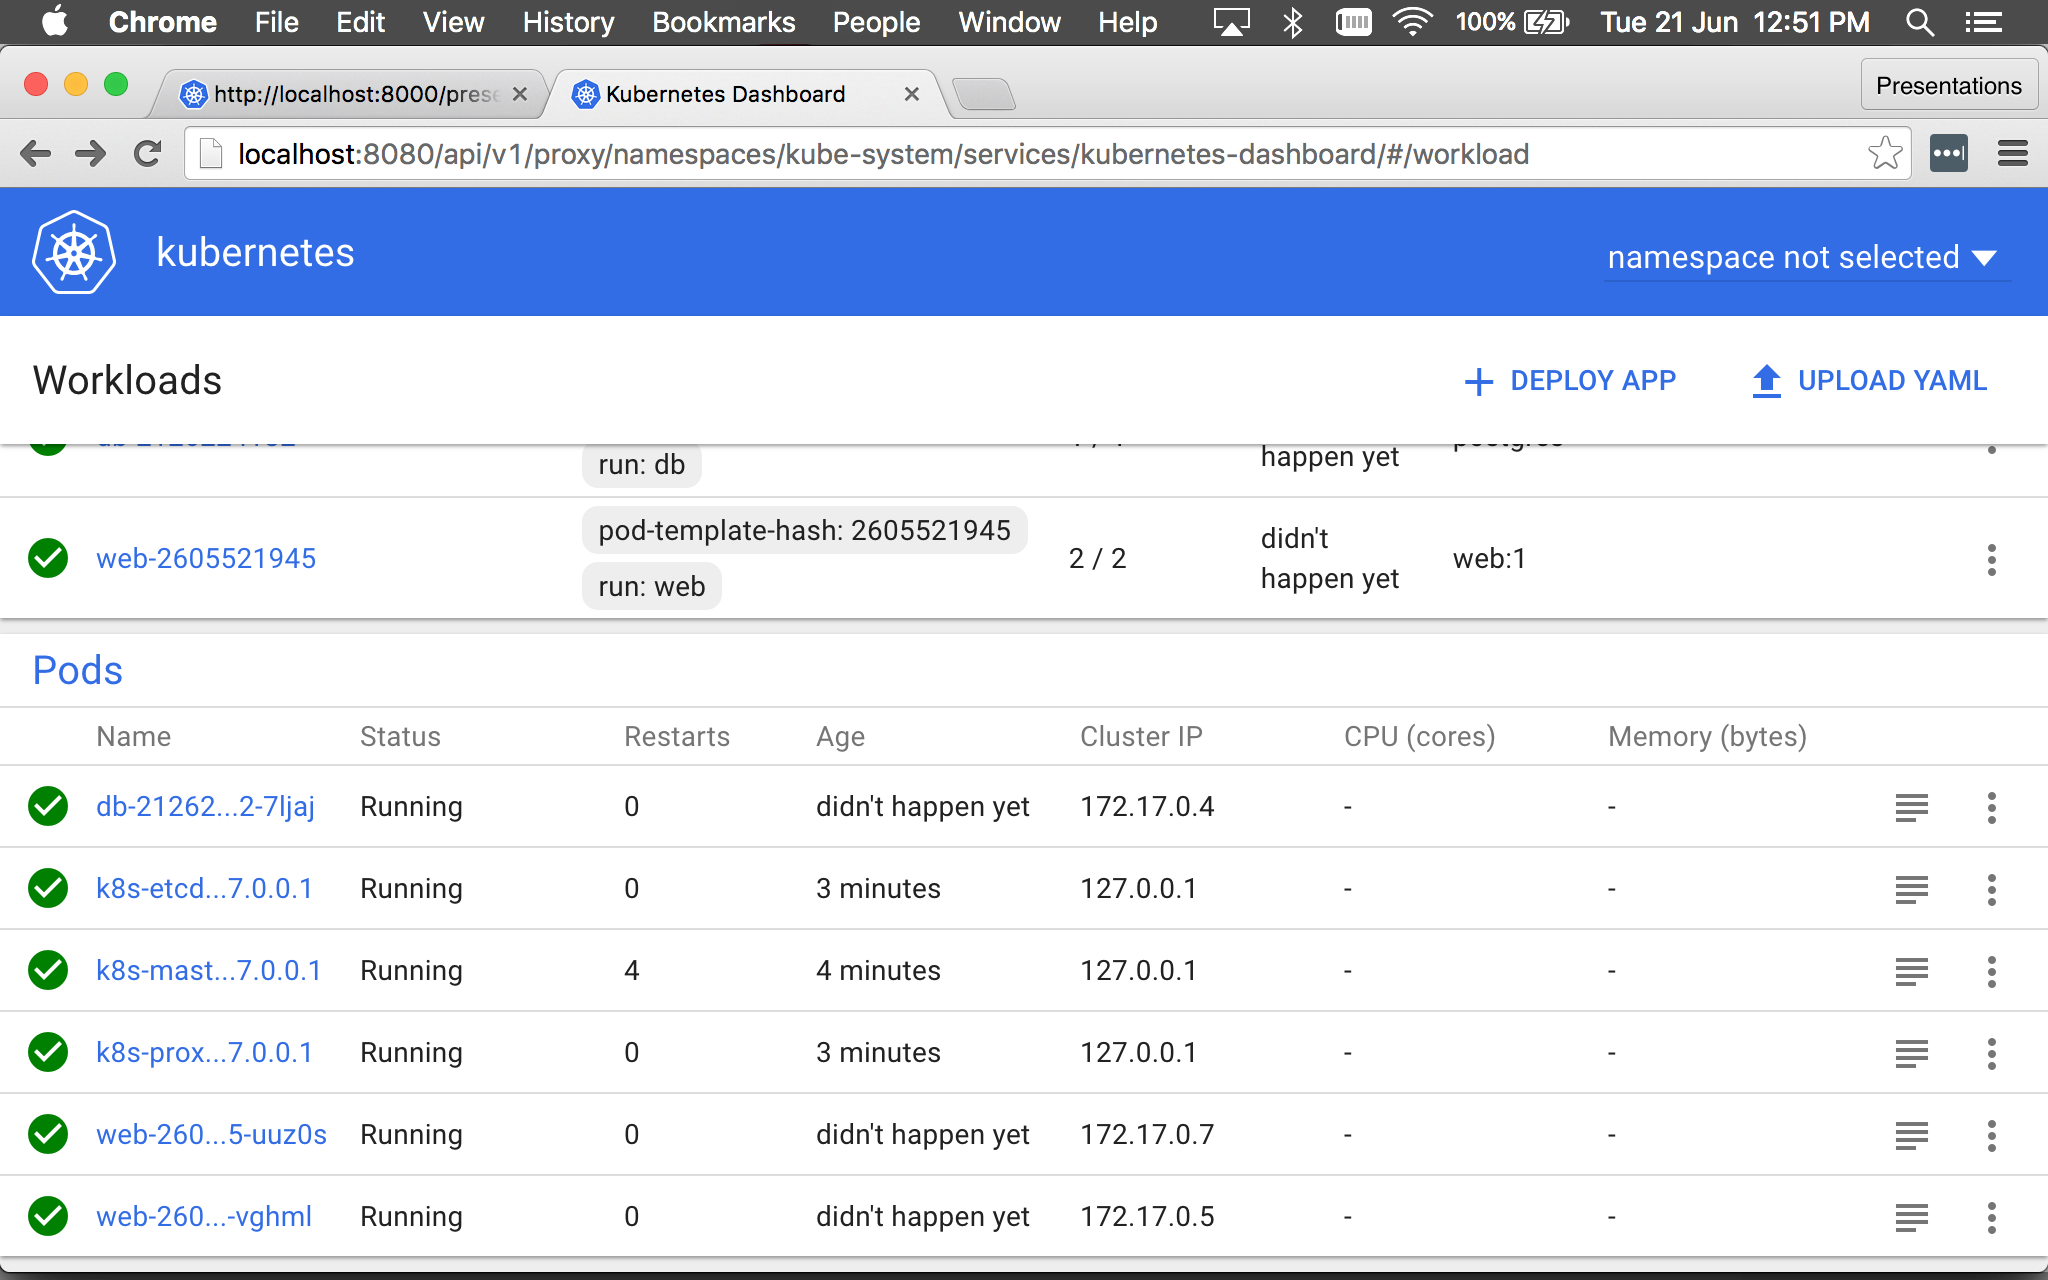 Chrome File Edit View History Bookmarks People Window Help 100% Tue 21 Jun 12:51 PM
http://localhost:8000/prese Kubernetes Dashboard Presentations
localhost:8080/api/v1/proxy/namespaces/kube-system/services/kubernetes-dashboard/#/workload
kubernetes namespace not selected
Workloads DEPLOY APP UPLOAD YAML
run: db happen yet
pod-template-hash: 2605521945 didn't
web-2605521945 2 / 2 web:1
run: web happen yet
Pods
Name Status Restarts Age Cluster IP CPU (cores) Memory (bytes)
db-21262...2-7ljaj Running 0 didn't happen yet 172.17.0.4 - -
k8s-etcd...7.0.0.1 Running 0 3 minutes 127.0.0.1 - -
k8s-mast...7.0.0.1 Running 4 4 minutes 127.0.0.1 - -
k8s-prox...7.0.0.1 Running 0 3 minutes 127.0.0.1 - -
web-260...5-uuz0s Running 0 didn't happen yet 172.17.0.7 - -
web-260...-vghml Running 0 didn't happen yet 172.17.0.5 - -